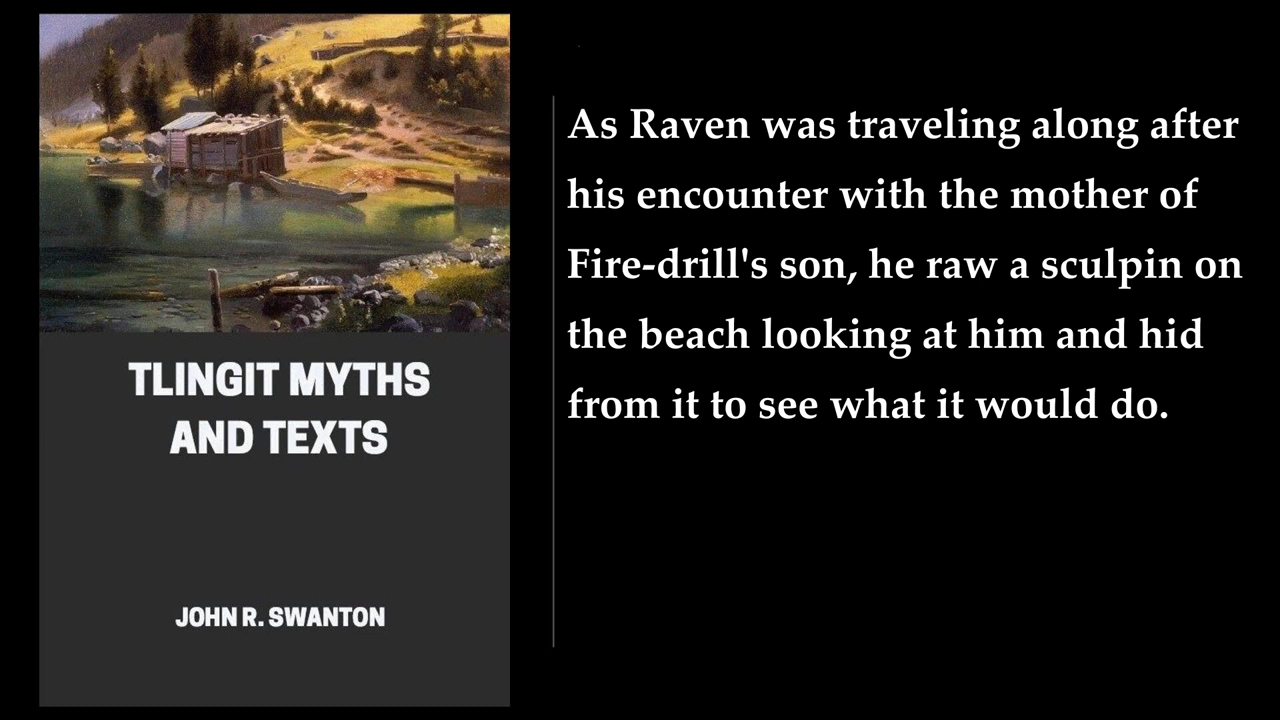 TLINGIT MYTHS
AND TEXTS
JOHN R. SWANTON
As Raven was traveling along after
his encounter with the mother of
Fire-drill's son, he raw a sculpin on
the beach looking at him and hid
from it to see what it would do.